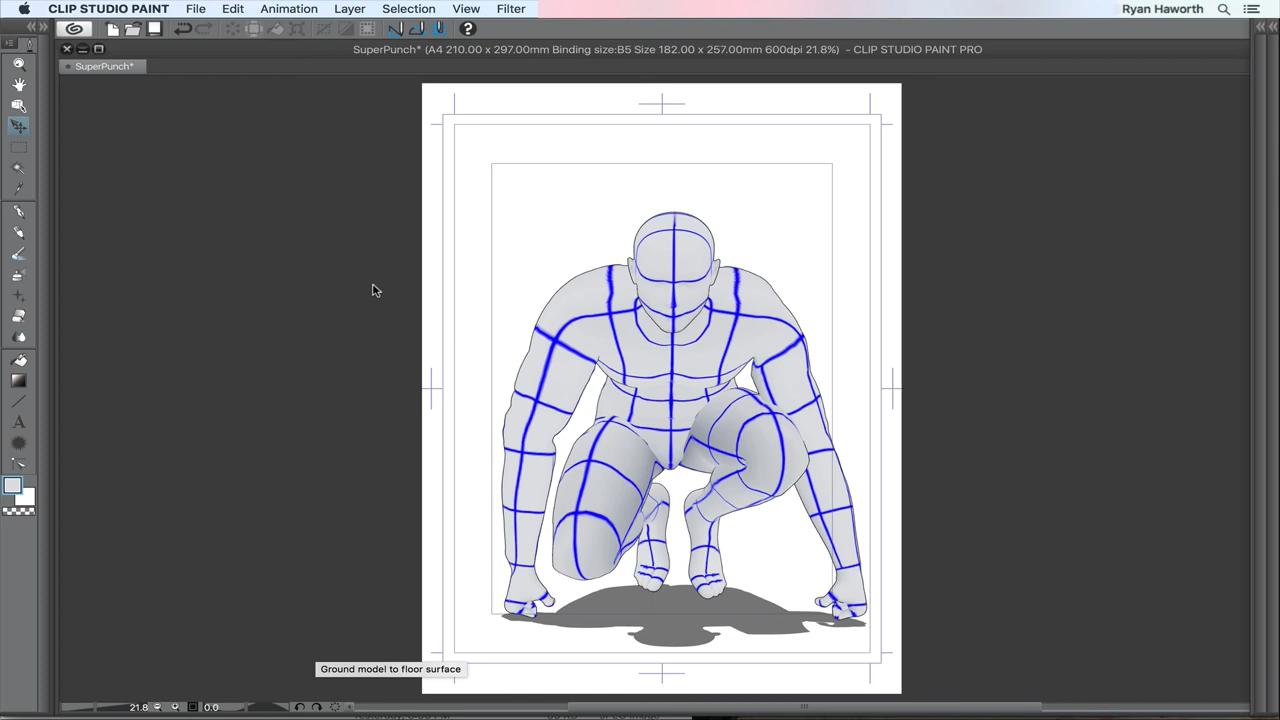 CLIP STUDIO PAINT File Edit Animation Layer Selection View Filter Ryan Haworth
SuperPunch* (A4 210.00 x 297.00mm Binding size:B5 Size 182.00 x 257.00mm 600dpi 21.8%) - CLIP STUDIO PAINT PRO
SuperPunch*
A
Ground model to floor surface
21.8 0.0